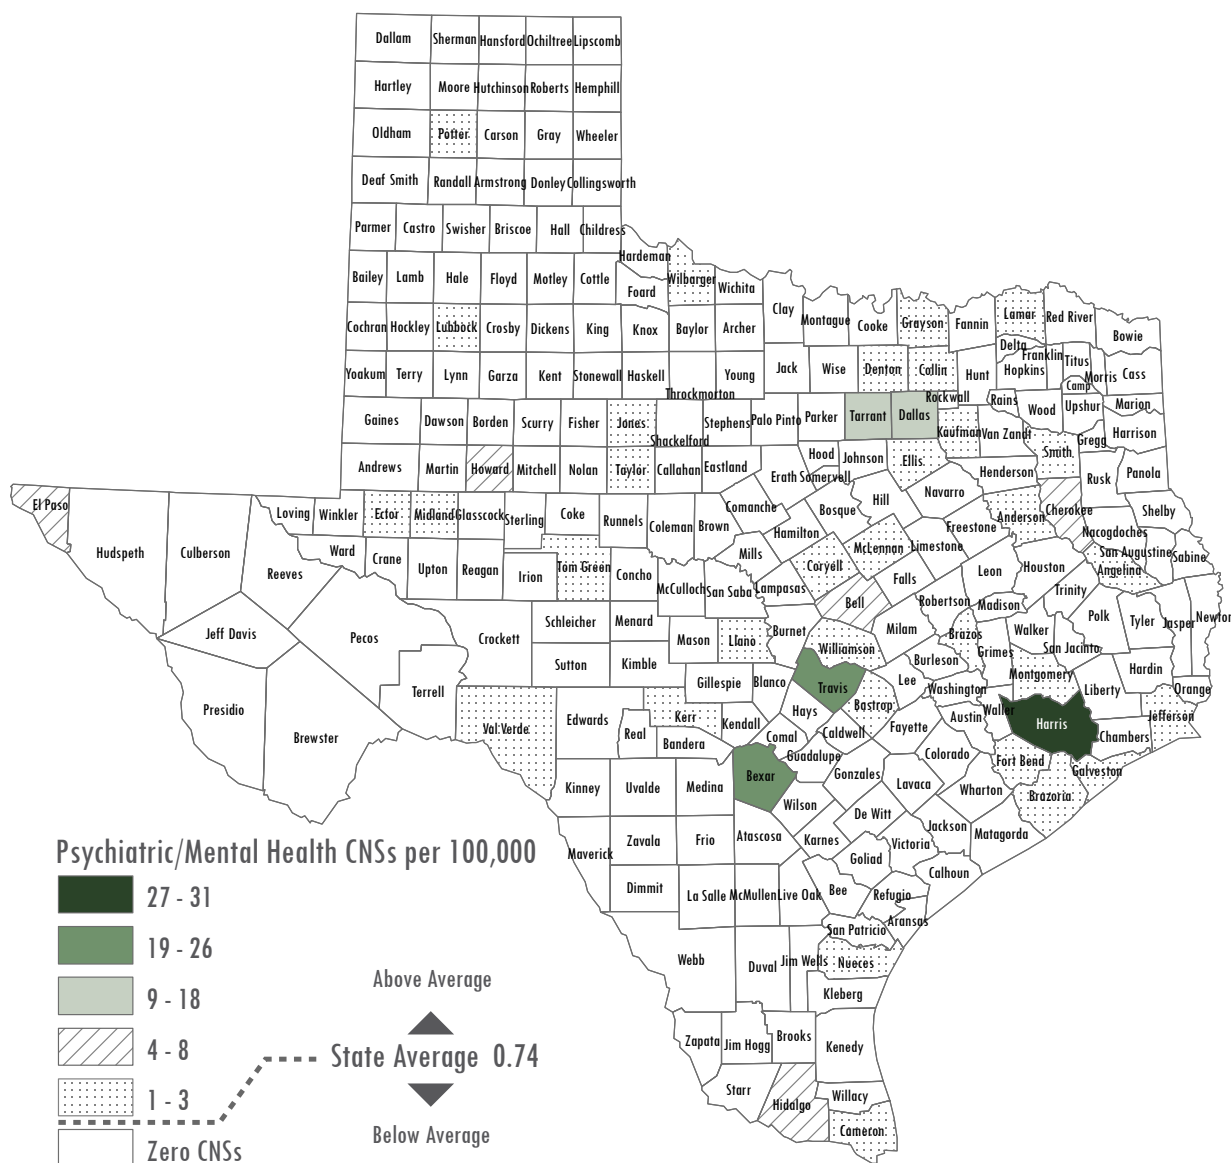 Dallam Sherman Hansford Ochiltree Lipscomb
Hartley Moore Hutchinson Roberts Hemphill
Oldham Potter Carson Gray Wheeler
Deaf Smith Randall Armstrong Donley Collingsworth
Parmer Castro Swisher Briscoe Hall Childress
Hardeman
Bailey Lamb Hale Floyd Motley Cottle Foard Wilbarger Wichita
Clay Montague Cooke Grayson Fannin Lamar Red River Bowie
Cochran Hockley Lubbock Crosby Dickens King Knox Baylor Archer
Delta Franklin Titus Morris Cass
Yoakum Terry Lynn Garza Kent Stonewall Haskell Throckmorton Young Jack Wise Denton Collin Hunt Hopkins Camp
Rockwall Rains Wood Upshur Marion
Gaines Dawson Borden Scurry Fisher Jones Shackelford Stephens Palo Pinto Parker Tarrant Dallas Kaufman Van Zandt Gregg Harrison
Andrews Martin Howard Mitchell Nolan Taylor Callahan Eastland Erath Hood Somervell Johnson Ellis Henderson Smith Rusk Panola
El Paso Hudspeth Culberson Loving Winkler Ector Midland Glasscock Sterling Coke Runnels Coleman Brown Comanche Bosque Hill Navarro Anderson Cherokee Shelby
Reeves Ward Crane Upton Reagan Irion Tom Green Concho Mills Hamilton McLennan Limestone Freestone Nacogdoches San Augustine Sabine
McCulloch San Saba Lampasas Coryell Falls Leon Houston Angelina
Jeff Davis Pecos Crockett Schleicher Menard Mason Llano Burnet Bell Milam Robertson Madison Trinity Polk Tyler Jasper Newton
Sutton Kimble Williamson Brazos Grimes Walker San Jacinto
Presidio Brewster Terrell Gillespie Blanco Travis Lee Burleson Washington Montgomery Liberty Hardin Orange
Val Verde Edwards Real Kerr Kendall Hays Bastrop Fayette Austin Waller Harris Chambers Jefferson
Bandera Comal Caldwell Guadalupe Colorado Fort Bend Galveston
Kinney Uvalde Medina Bexar Wilson Gonzales Lavaca Wharton Brazoria
Maverick Zavala Frio Atascosa Karnes De Witt Jackson Matagorda
Goliad Victoria Calhoun
Dimmit La Salle McMullen Live Oak Bee Refugio
Aransas
San Patricio
Webb Duval Jim Wells Nueces
Kleberg
Zapata Jim Hogg Brooks Kenedy
Starr Hidalgo Willacy
Cameron
Psychiatric/Mental Health CNSs per 100,000
27 - 31
19 - 26
9 - 18
4 - 8
1 - 3
Zero CNSs
Above Average
State Average 0.74
Below Average